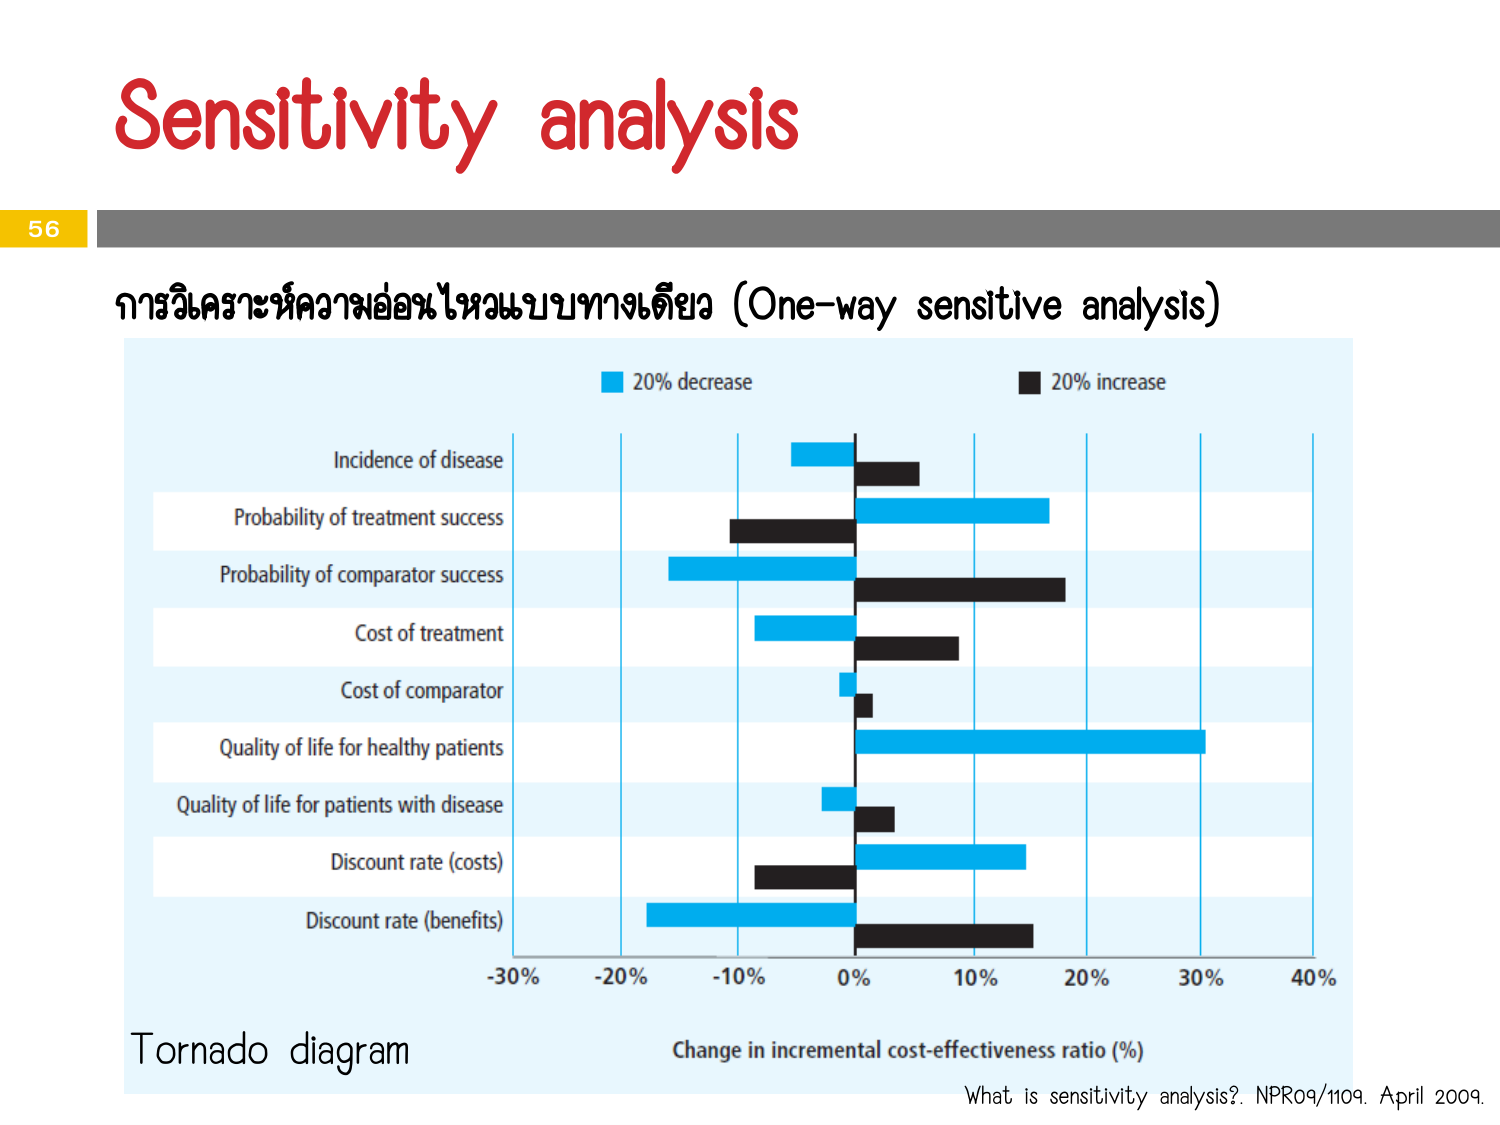 Sensitivity analysis
56
การวิเคราะห์ความอ่อนไหวแบบทางเดียว (One-way sensitive analysis)
20% decrease
20% increase
Incidence of disease
Probability of treatment success
Probability of comparator success
Cost of treatment
Cost of comparator
Quality of life for healthy patients
Quality of life for patients with disease
Discount rate (costs)
Discount rate (benefits)
-30% -20% -10% 0% 10% 20% 30% 40%
Tornado diagram
Change in incremental cost-effectiveness ratio (%)
What is sensitivity analysis?. NPR09/1109. April 2009.